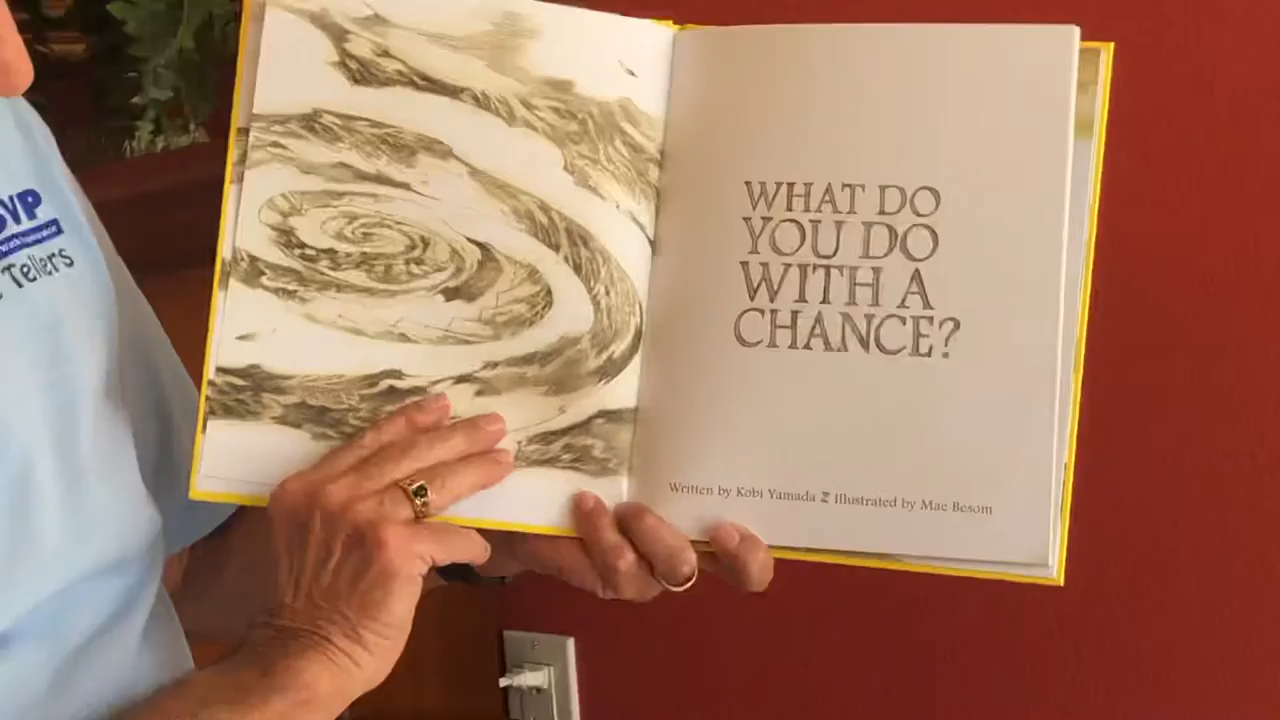 WHAT DO
YOU DO
WITH A
CHANCE?
Written by Kobi Yamada Illustrated by Mae Besom
Tellers